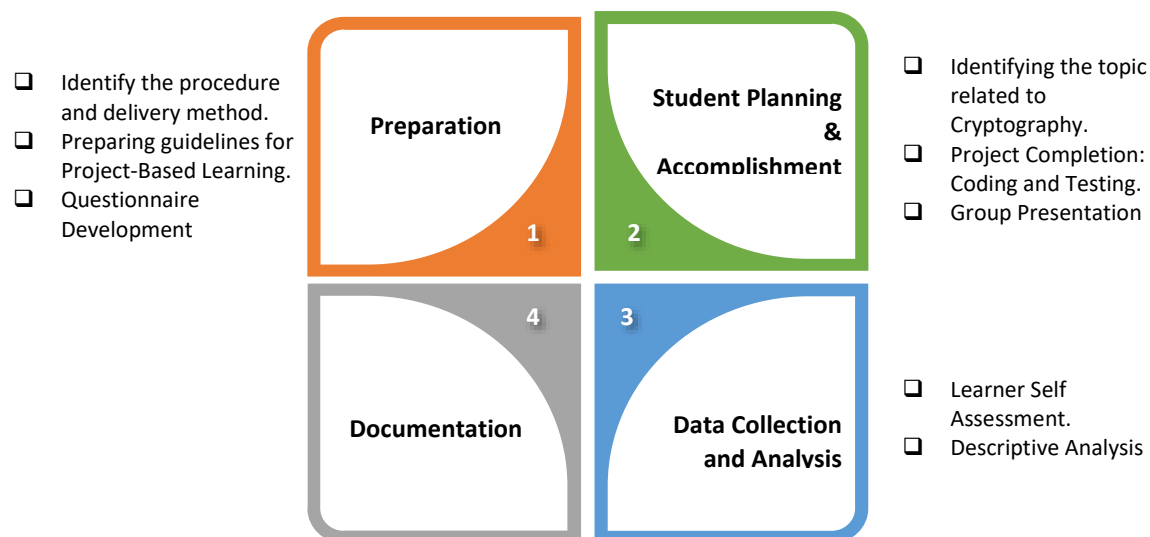 ❑ Identify the procedure
and delivery method.
❑ Preparing guidelines for
Project-Based Learning.
❑ Questionnaire
Development
Preparation
1
Student Planning
&
Accomplishment
2
❑ Identifying the topic
related to
Cryptography.
❑ Project Completion:
Coding and Testing.
❑ Group Presentation
4
Documentation
3
Data Collection
and Analysis
❑ Learner Self
Assessment.
❑ Descriptive Analysis